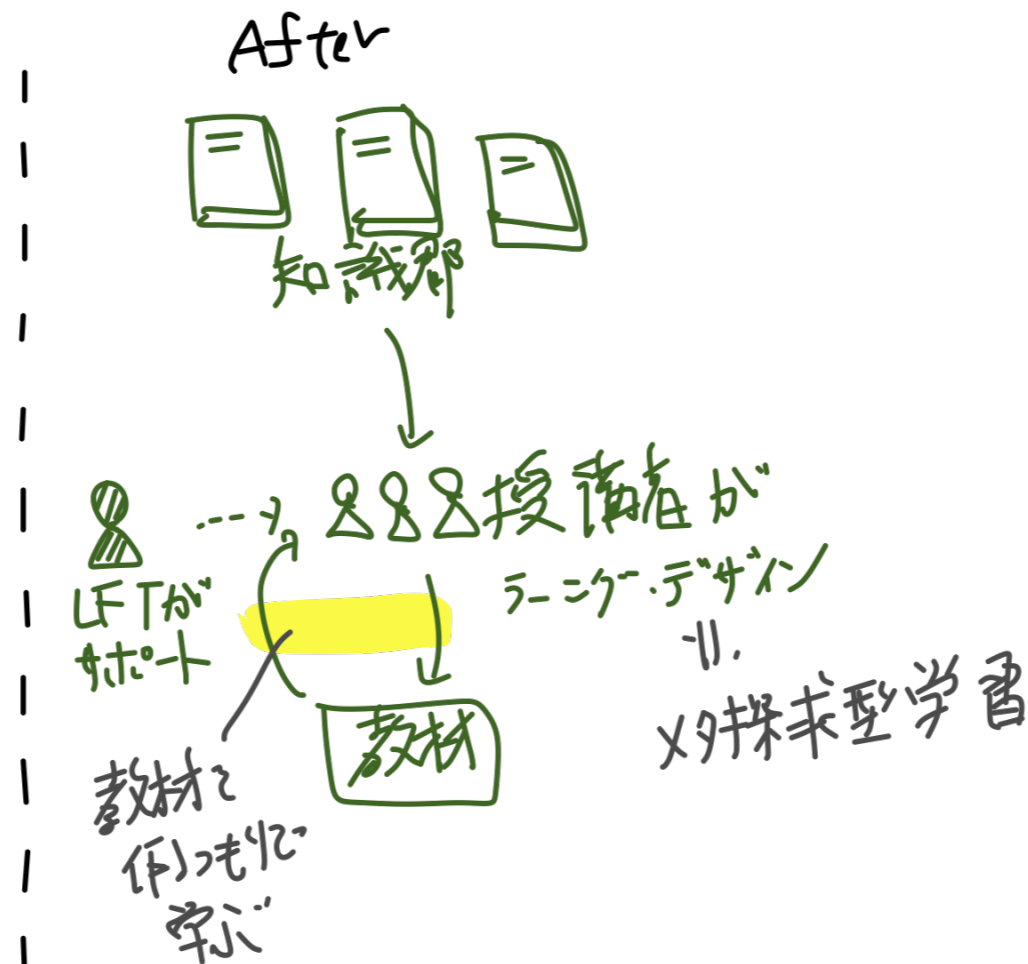 After
知識郡
受講者が
LFTが
サポート
ラーニング・デザイン
=
メタ探求型学習
教材
教材を
作るつもりで
学ぶ